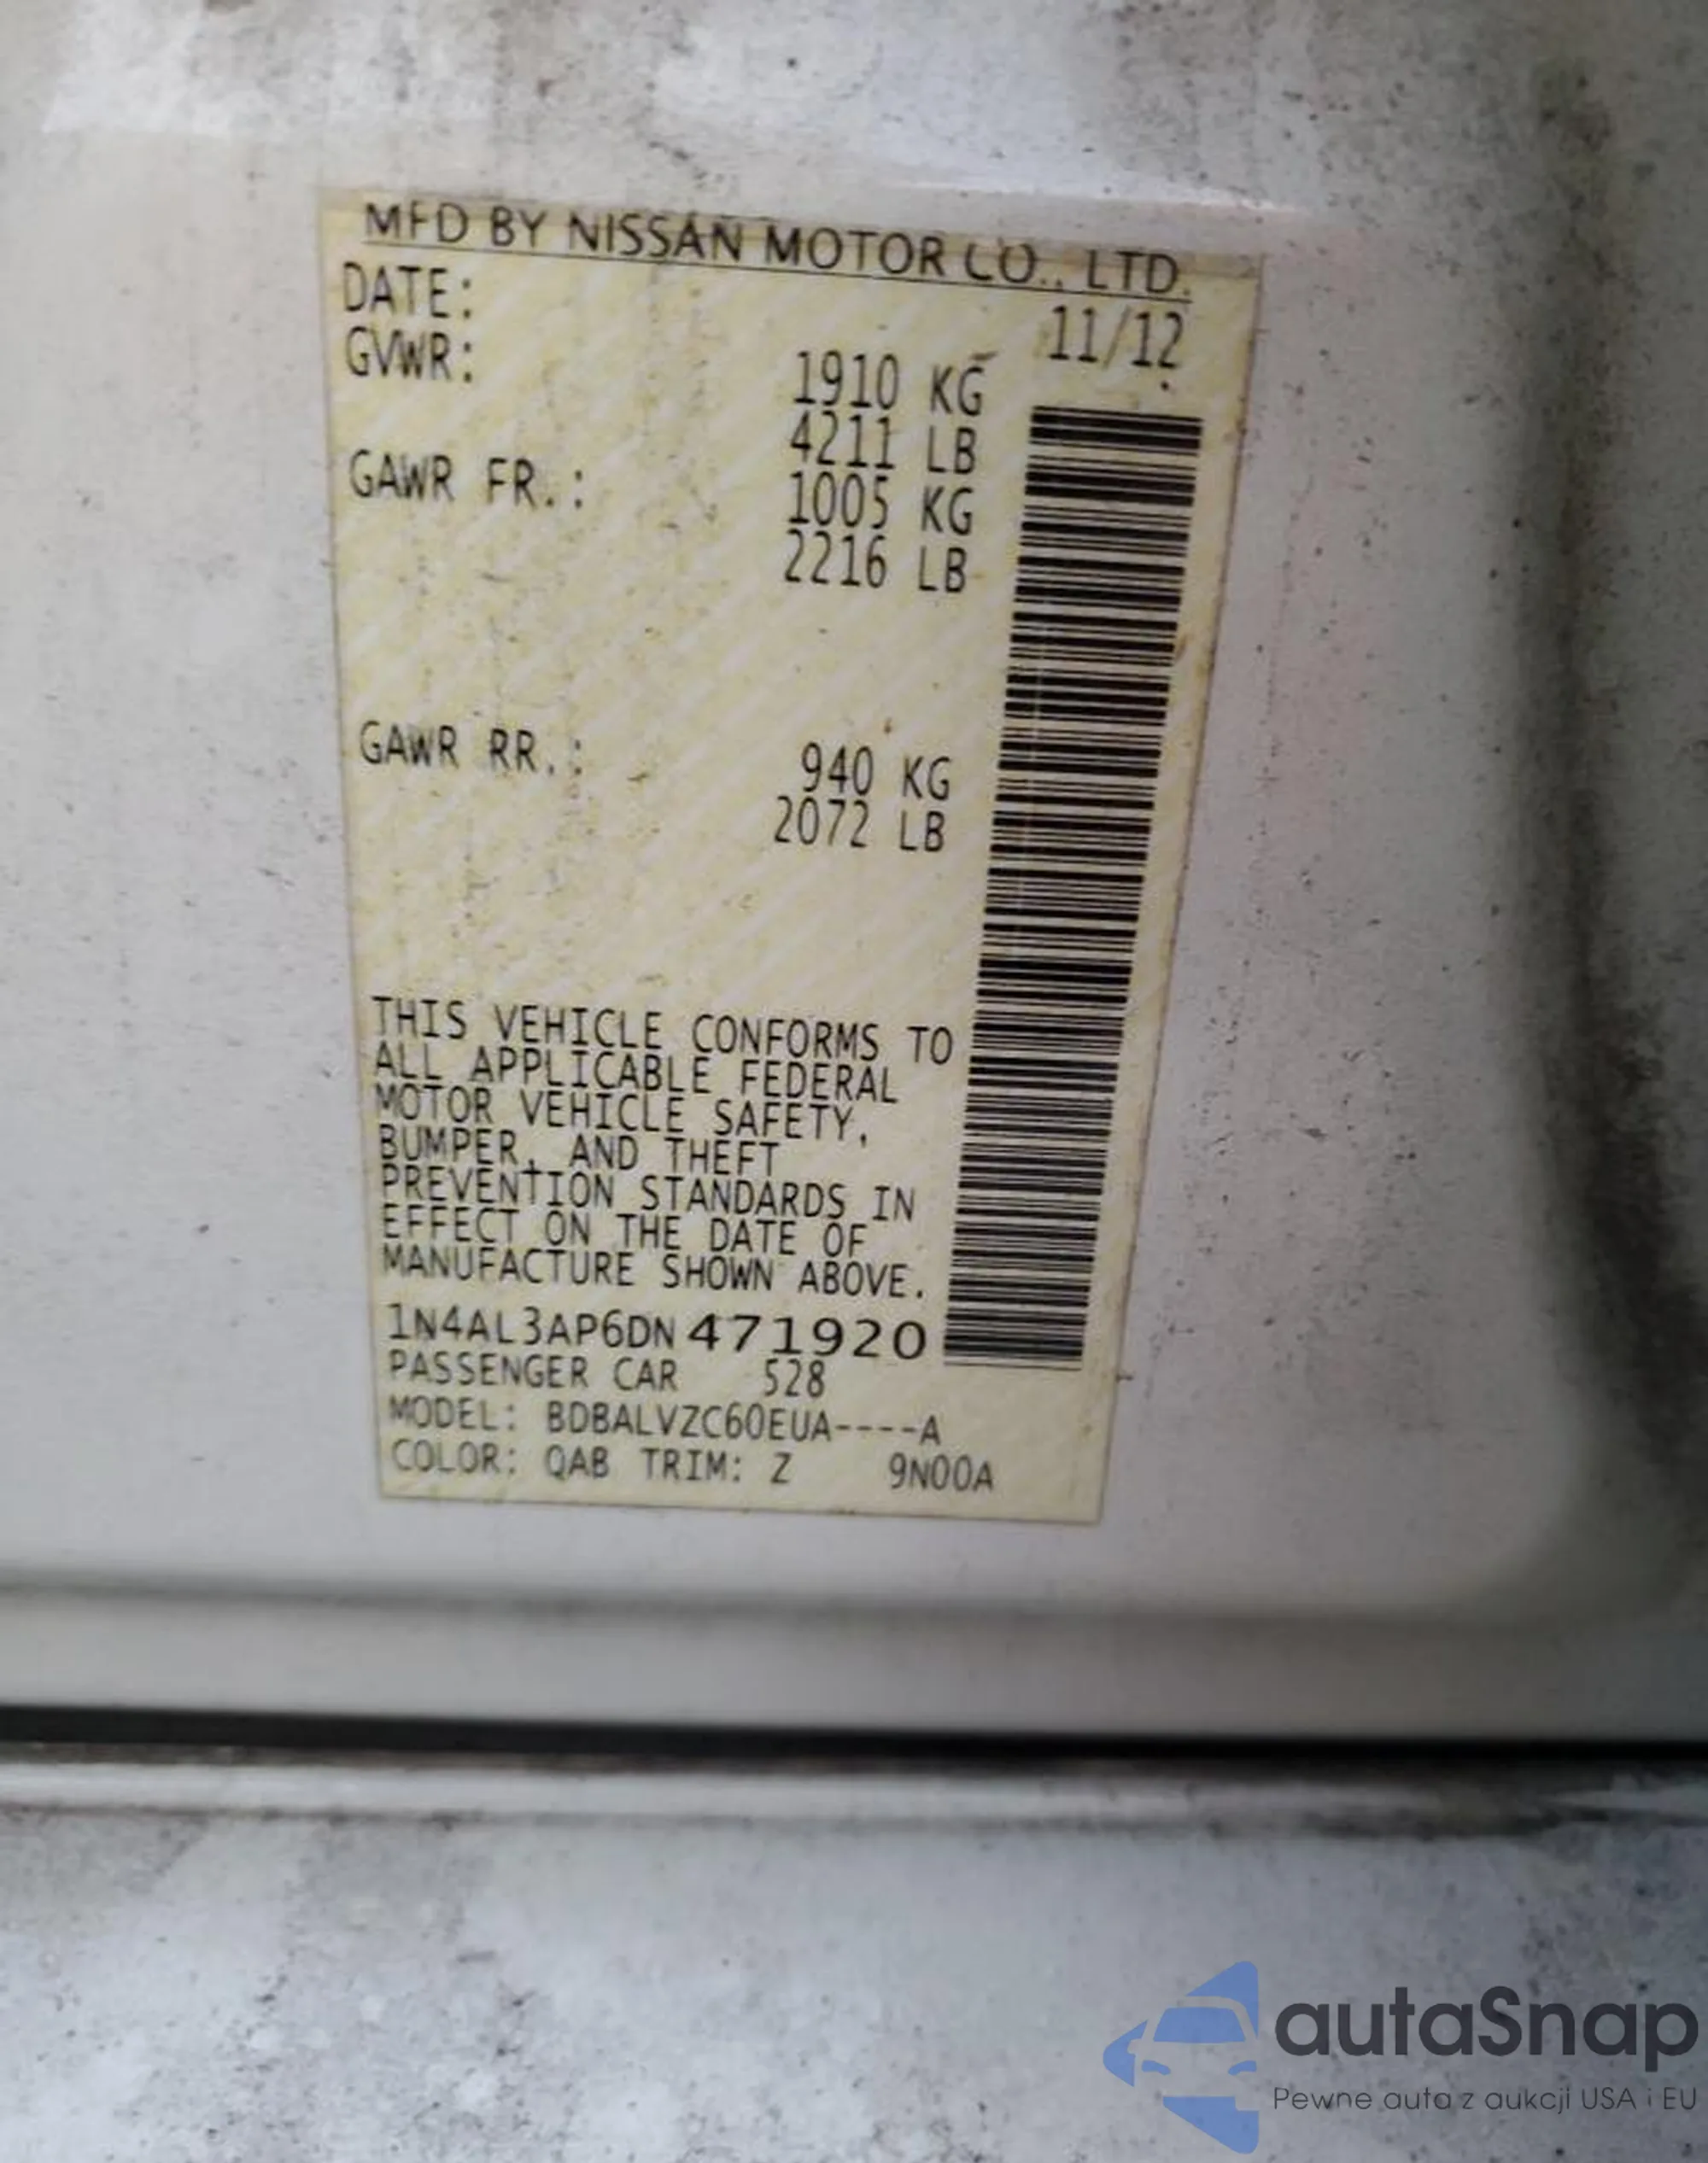 MFD BY NISSAN MOTOR CO., LTD.
DATE: 11/12
GVWR: 1910 KG
4211 LB
GAWR FR.: 1005 KG
2216 LB
GAWR RR.: 940 KG
2072 LB
THIS VEHICLE CONFORMS TO
ALL APPLICABLE FEDERAL
MOTOR VEHICLE SAFETY,
BUMPER, AND THEFT
PREVENTION STANDARDS IN
EFFECT ON THE DATE OF
MANUFACTURE SHOWN ABOVE.
1N4AL3AP6DN471920
PASSENGER CAR 528
MODEL: BDBALVZC60EUA----A
COLOR: QAB TRIM: Z 9N00A
autaSnap
Pewne auta z aukcji USA i EU